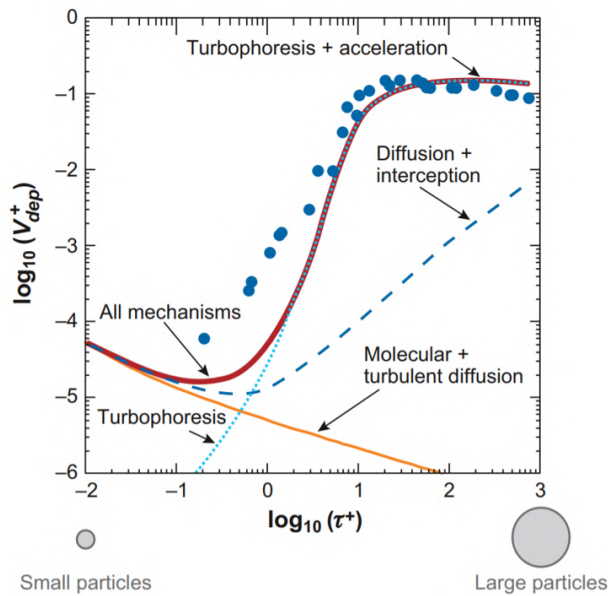 0
Turbophoresis + acceleration
–1
Diffusion +
interception
–2
log₁₀ (V⁺dep)
–3
All mechanisms
–4
Molecular +
turbulent diffusion
–5
Turbophoresis
–6
–2 –1 0 1 2 3
log₁₀ (τ⁺)
Small particles Large particles